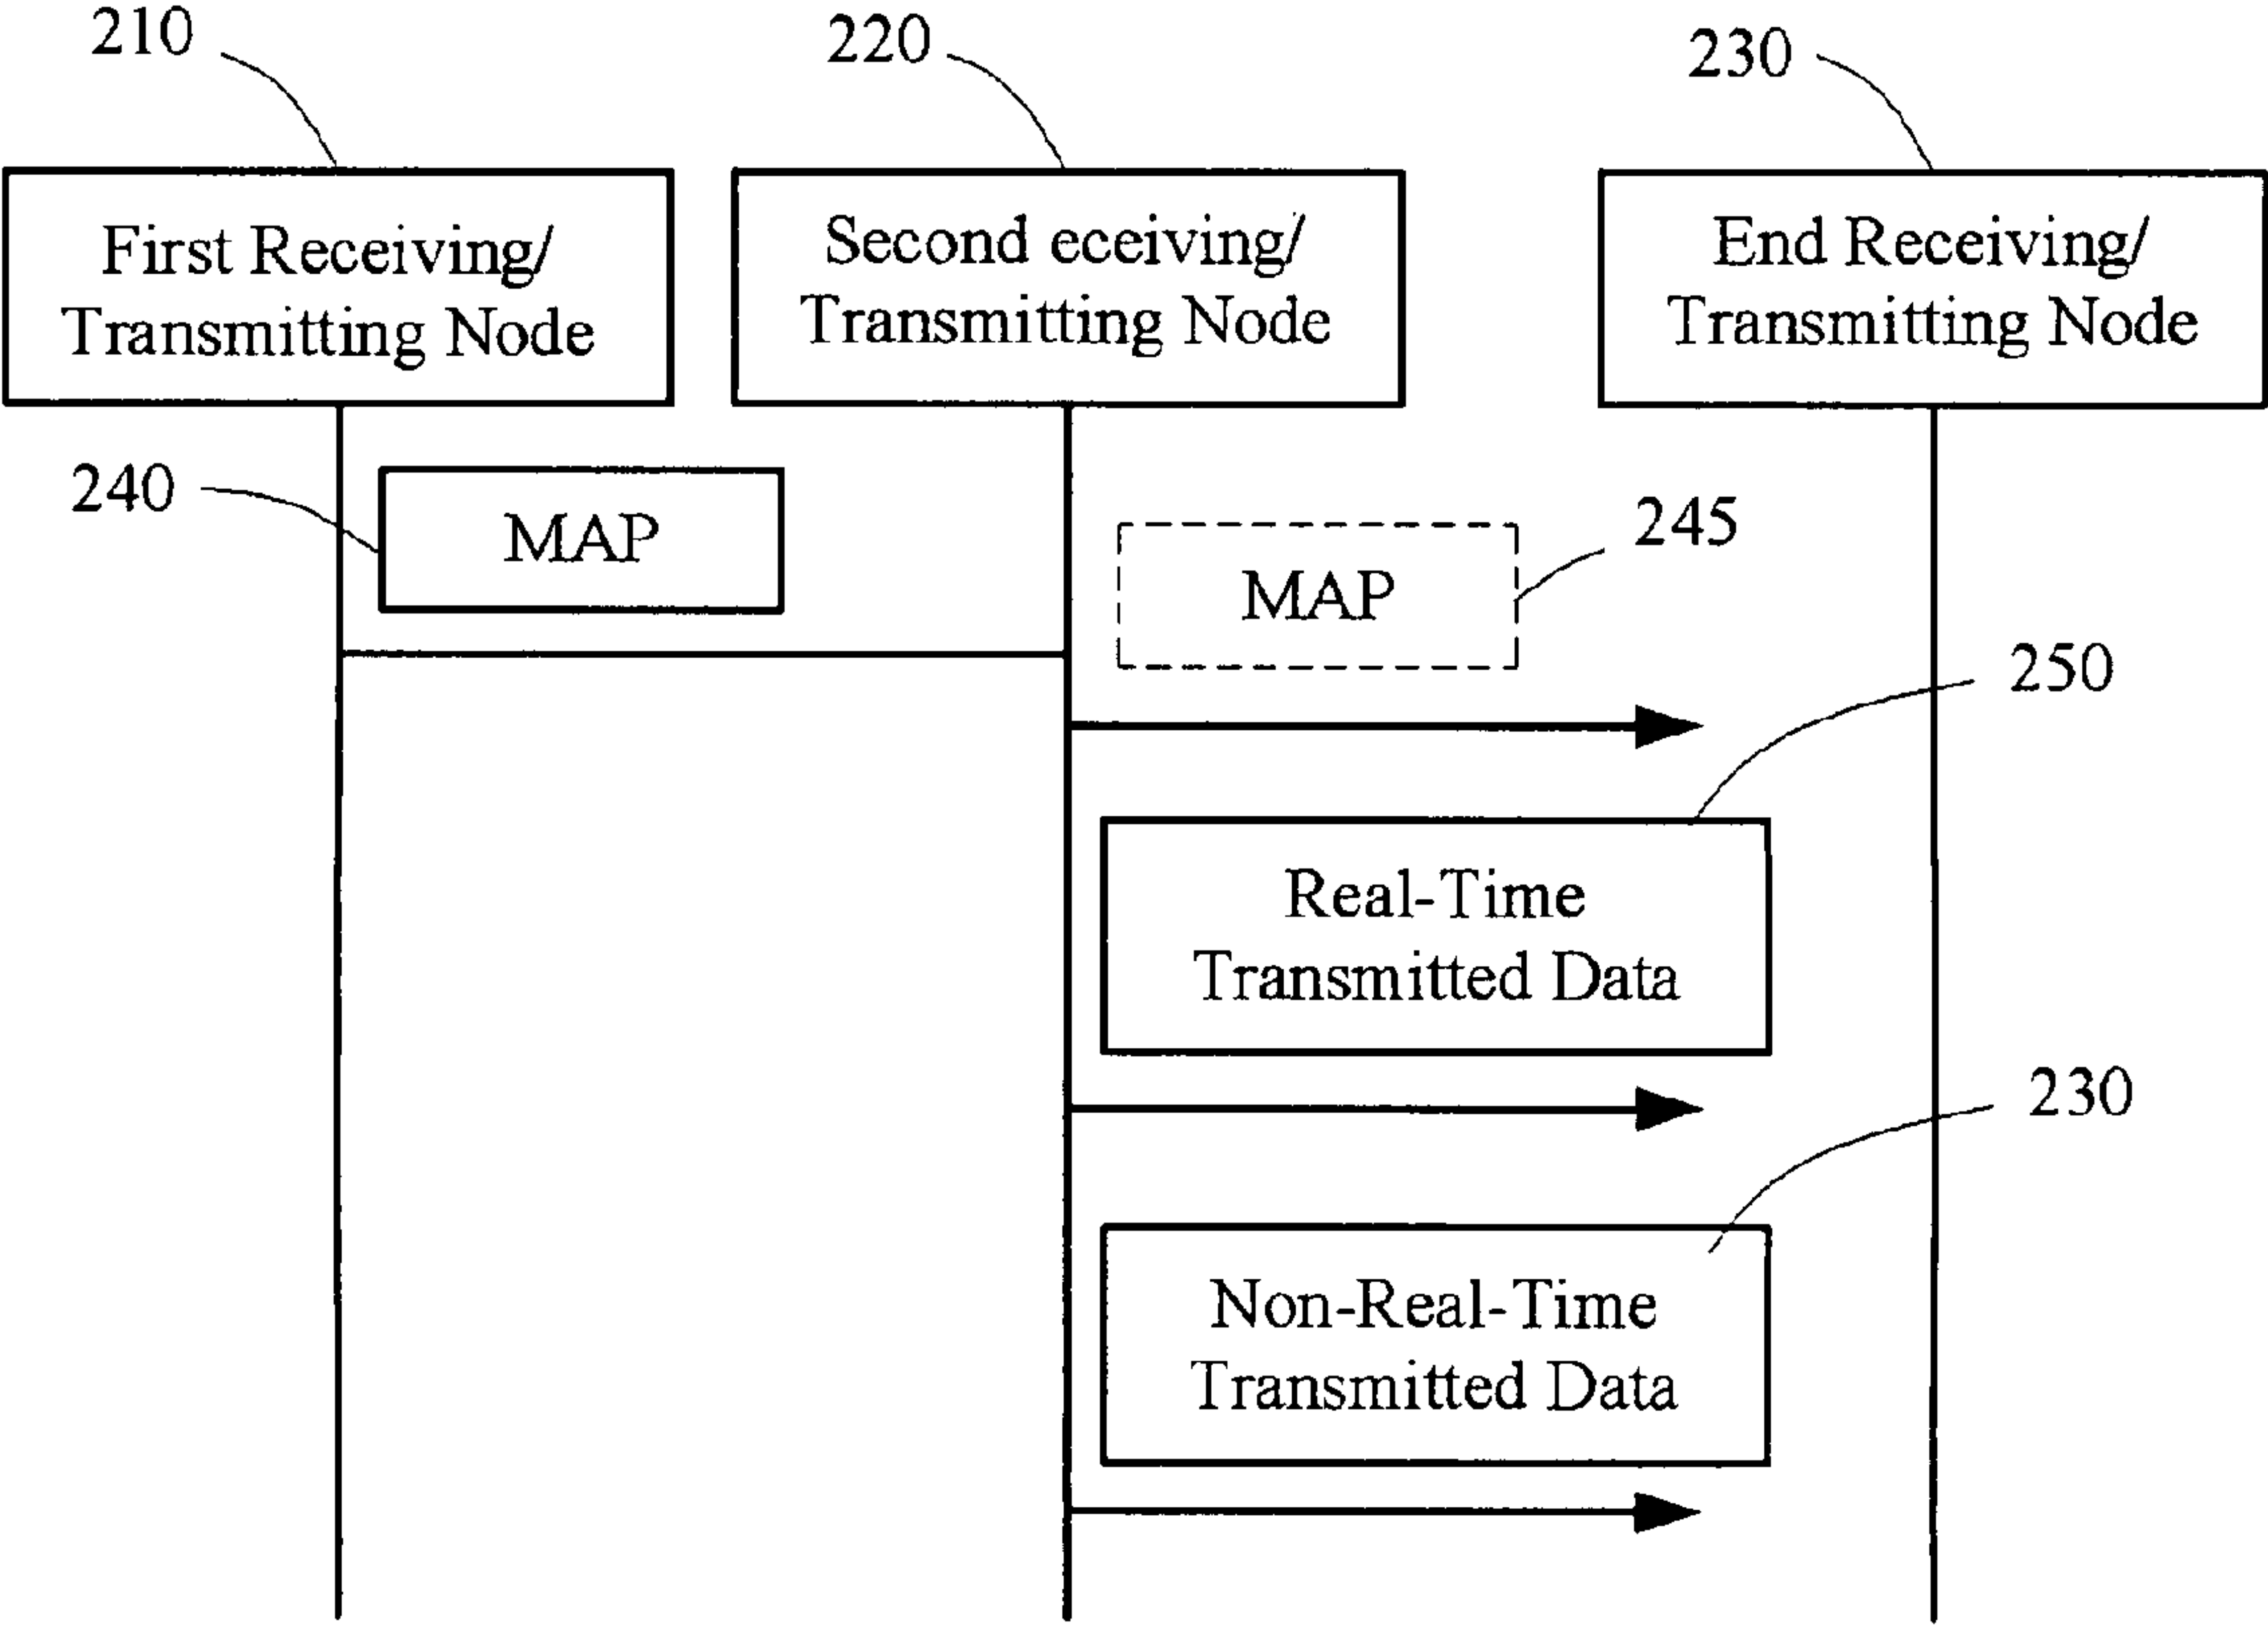 210
220
230
First Receiving/
Transmitting Node
Second eceiving/
Transmitting Node
End Receiving/
Transmitting Node
240
MAP
245
MAP
250
Real-Time
Transmitted Data
230
Non-Real-Time
Transmitted Data